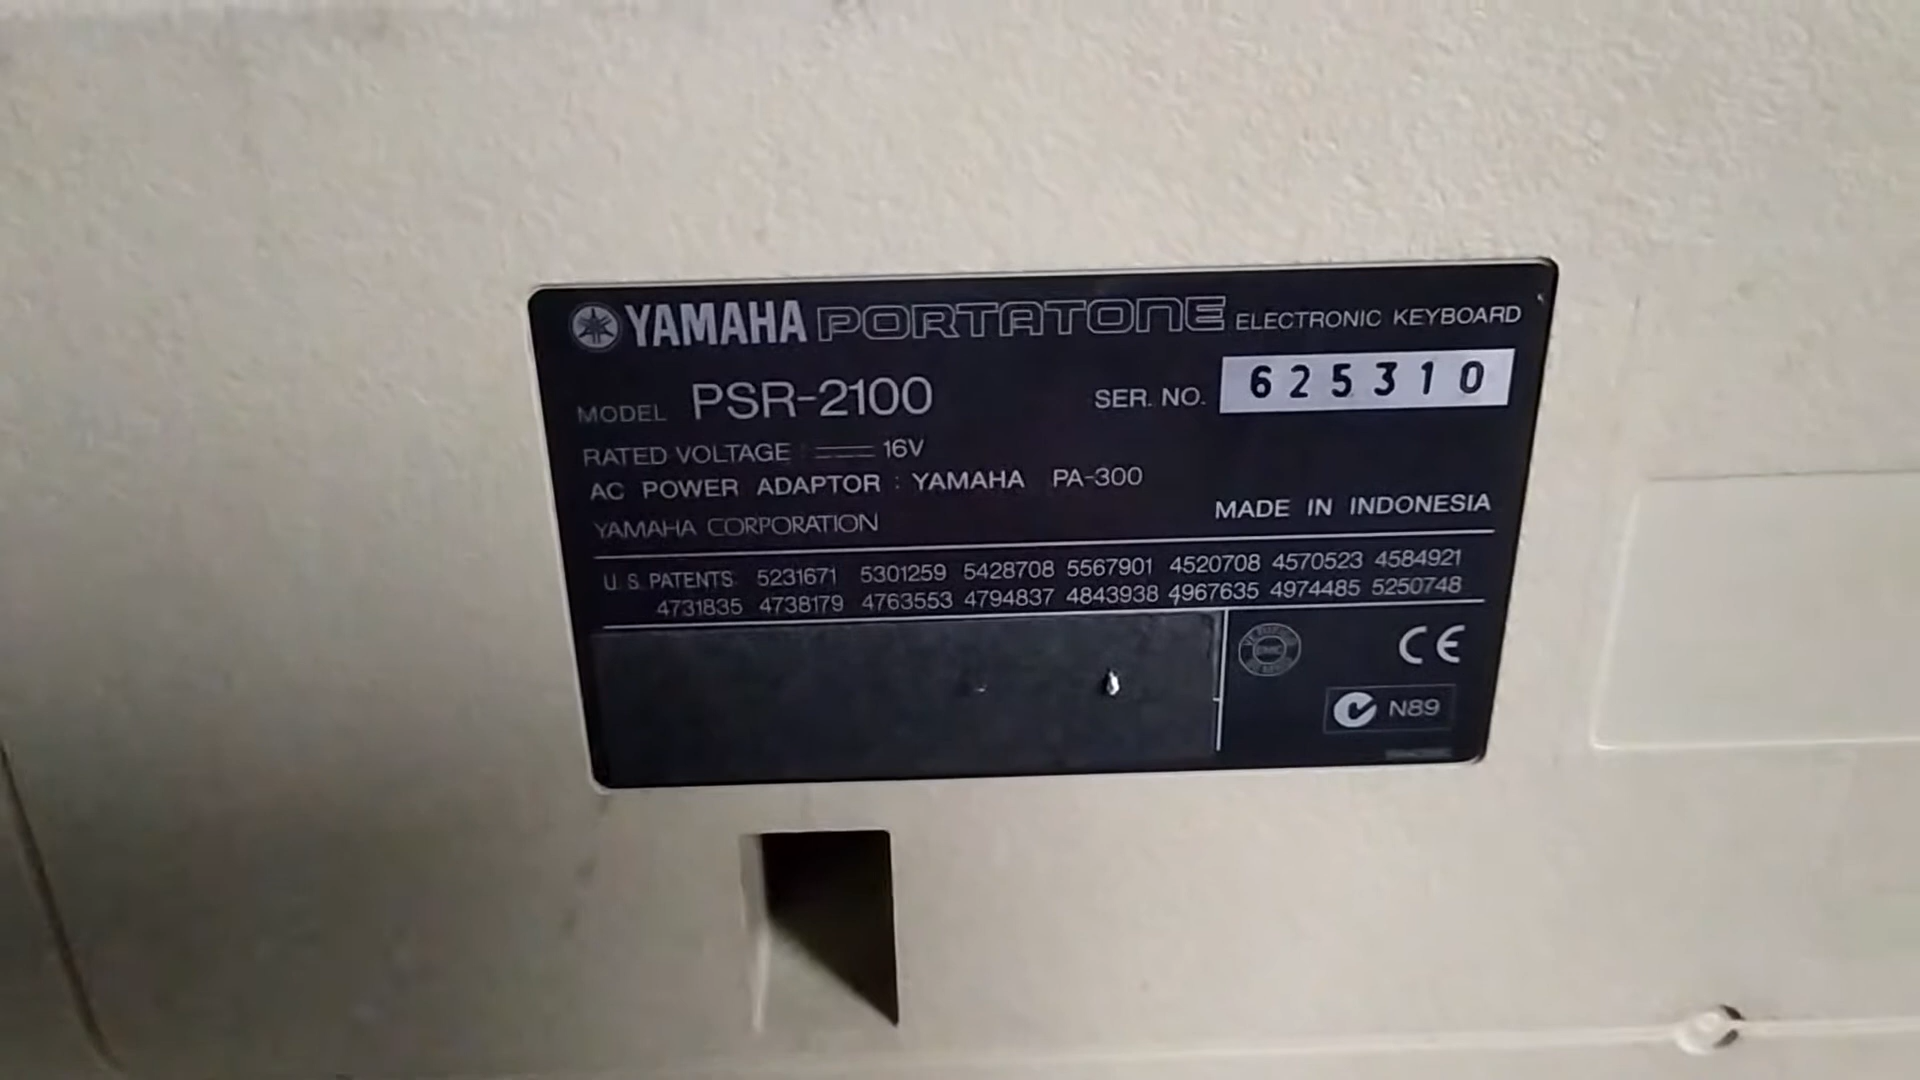 YAMAHA PORTATONE ELECTRONIC KEYBOARD
MODEL PSR-2100 SER. NO. 625310
RATED VOLTAGE : 16V
AC POWER ADAPTOR : YAMAHA PA-300
YAMAHA CORPORATION MADE IN INDONESIA
U.S. PATENTS: 5231671 5301259 5428708 5567901 4520708 4570523 4584921
4731835 4738179 4763553 4794837 4843938 4967635 4974485 5250748
CE
N89